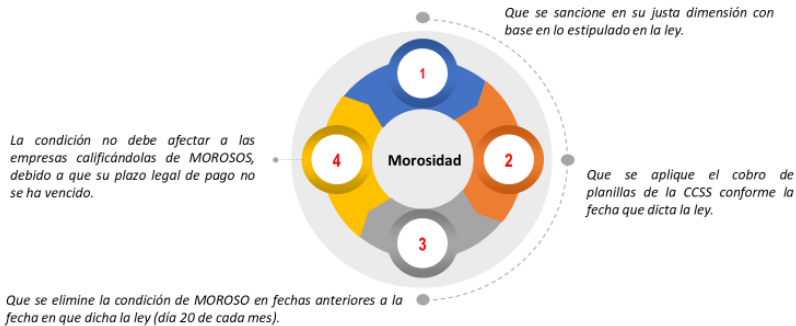 Que se sancione en su justa dimensión con
base en lo estipulado en la ley.
1
La condición no debe afectar a las
empresas calificándolas de MOROSOS,
debido a que su plazo legal de pago no
se ha vencido.
4
Morosidad
2
Que se aplique el cobro de
planillas de la CCSS conforme la
fecha que dicta la ley.
3
Que se elimine la condición de MOROSO en fechas anteriores a la
fecha en que dicha la ley (día 20 de cada mes).